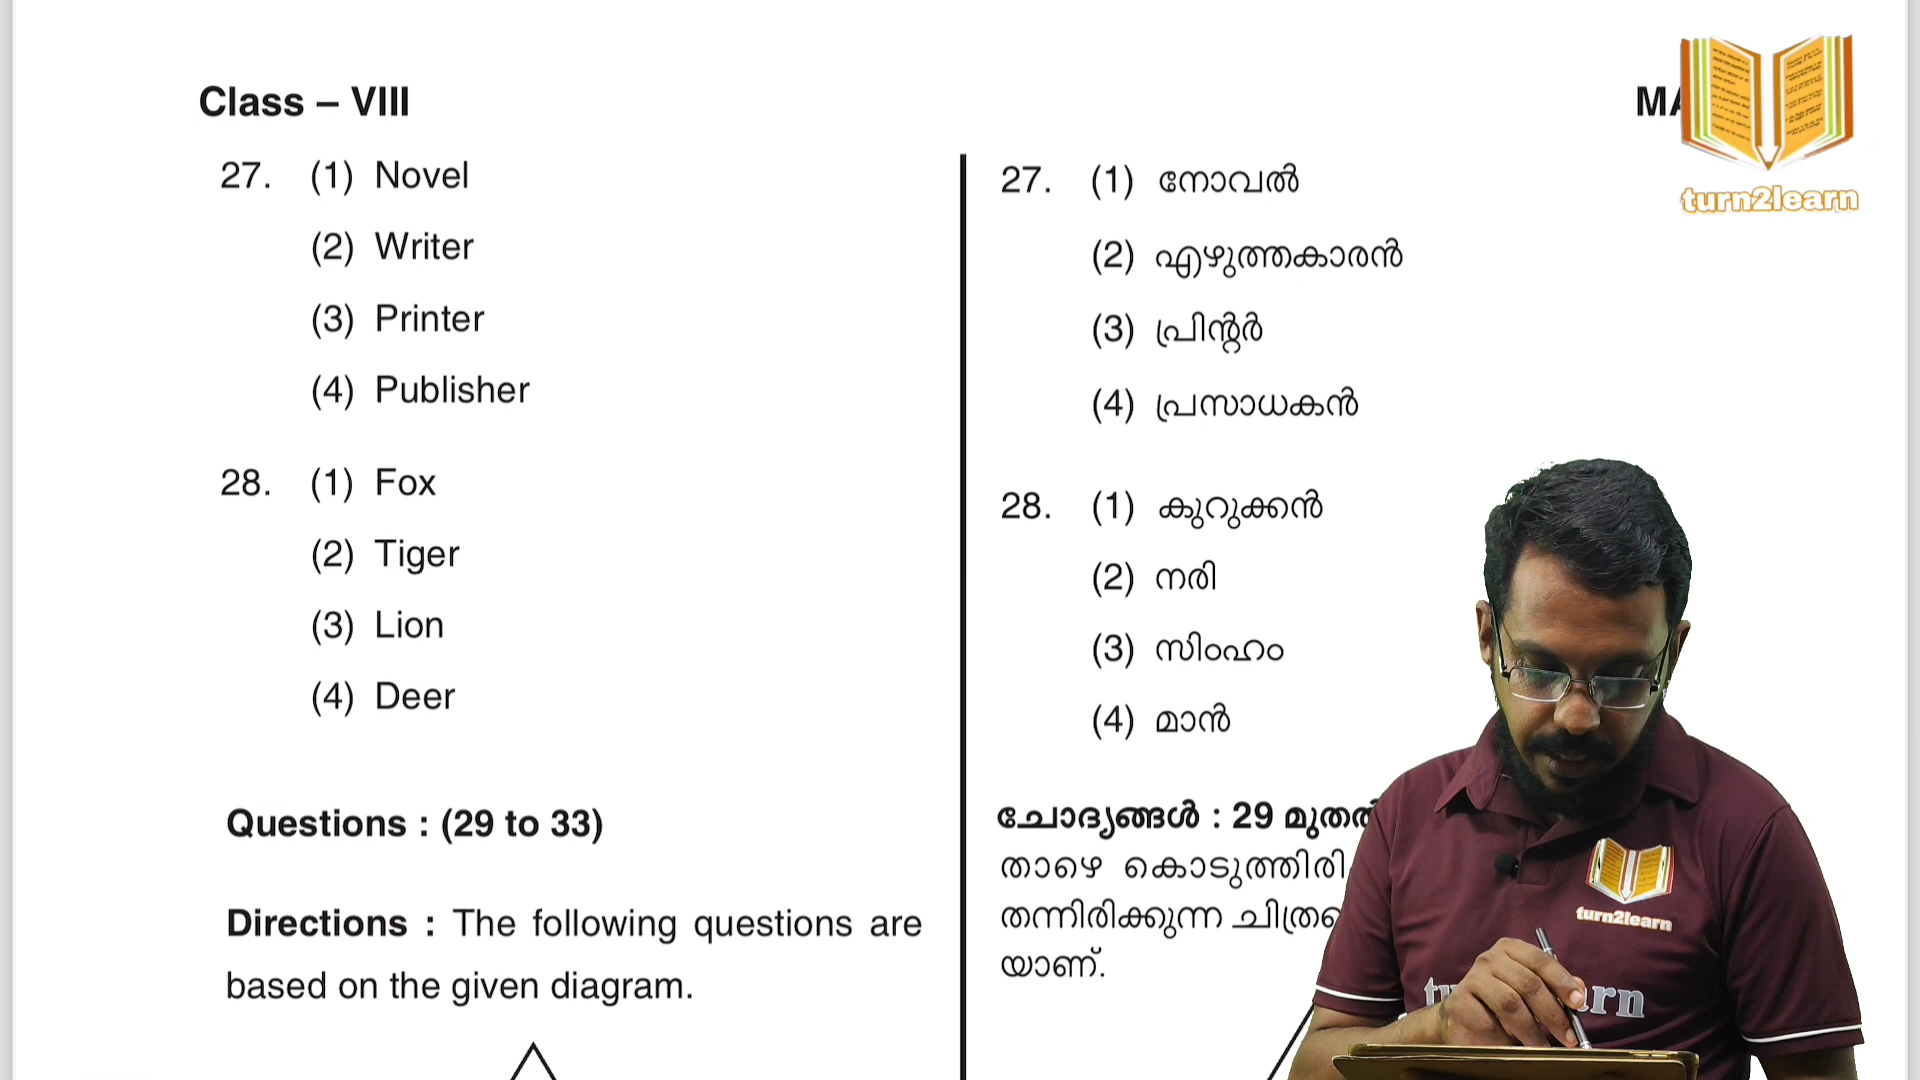 Class – VIII
27. (1) Novel
(2) Writer
(3) Printer
(4) Publisher
28. (1) Fox
(2) Tiger
(3) Lion
(4) Deer
Questions : (29 to 33)
Directions : The following questions are
based on the given diagram.
27. (1) നോവൽ
(2) എഴുത്തകാരൻ
(3) പ്രിന്റർ
(4) പ്രസാധകൻ
28. (1) കുറുക്കൻ
(2) നരി
(3) സിംഹം
(4) മാൻ
ചോദ്യങ്ങൾ : 29 മുതൽ
താഴെ കൊടുത്തിരി
തന്നിരിക്കുന്ന
യാണ്.
turn2learn
turn2learn